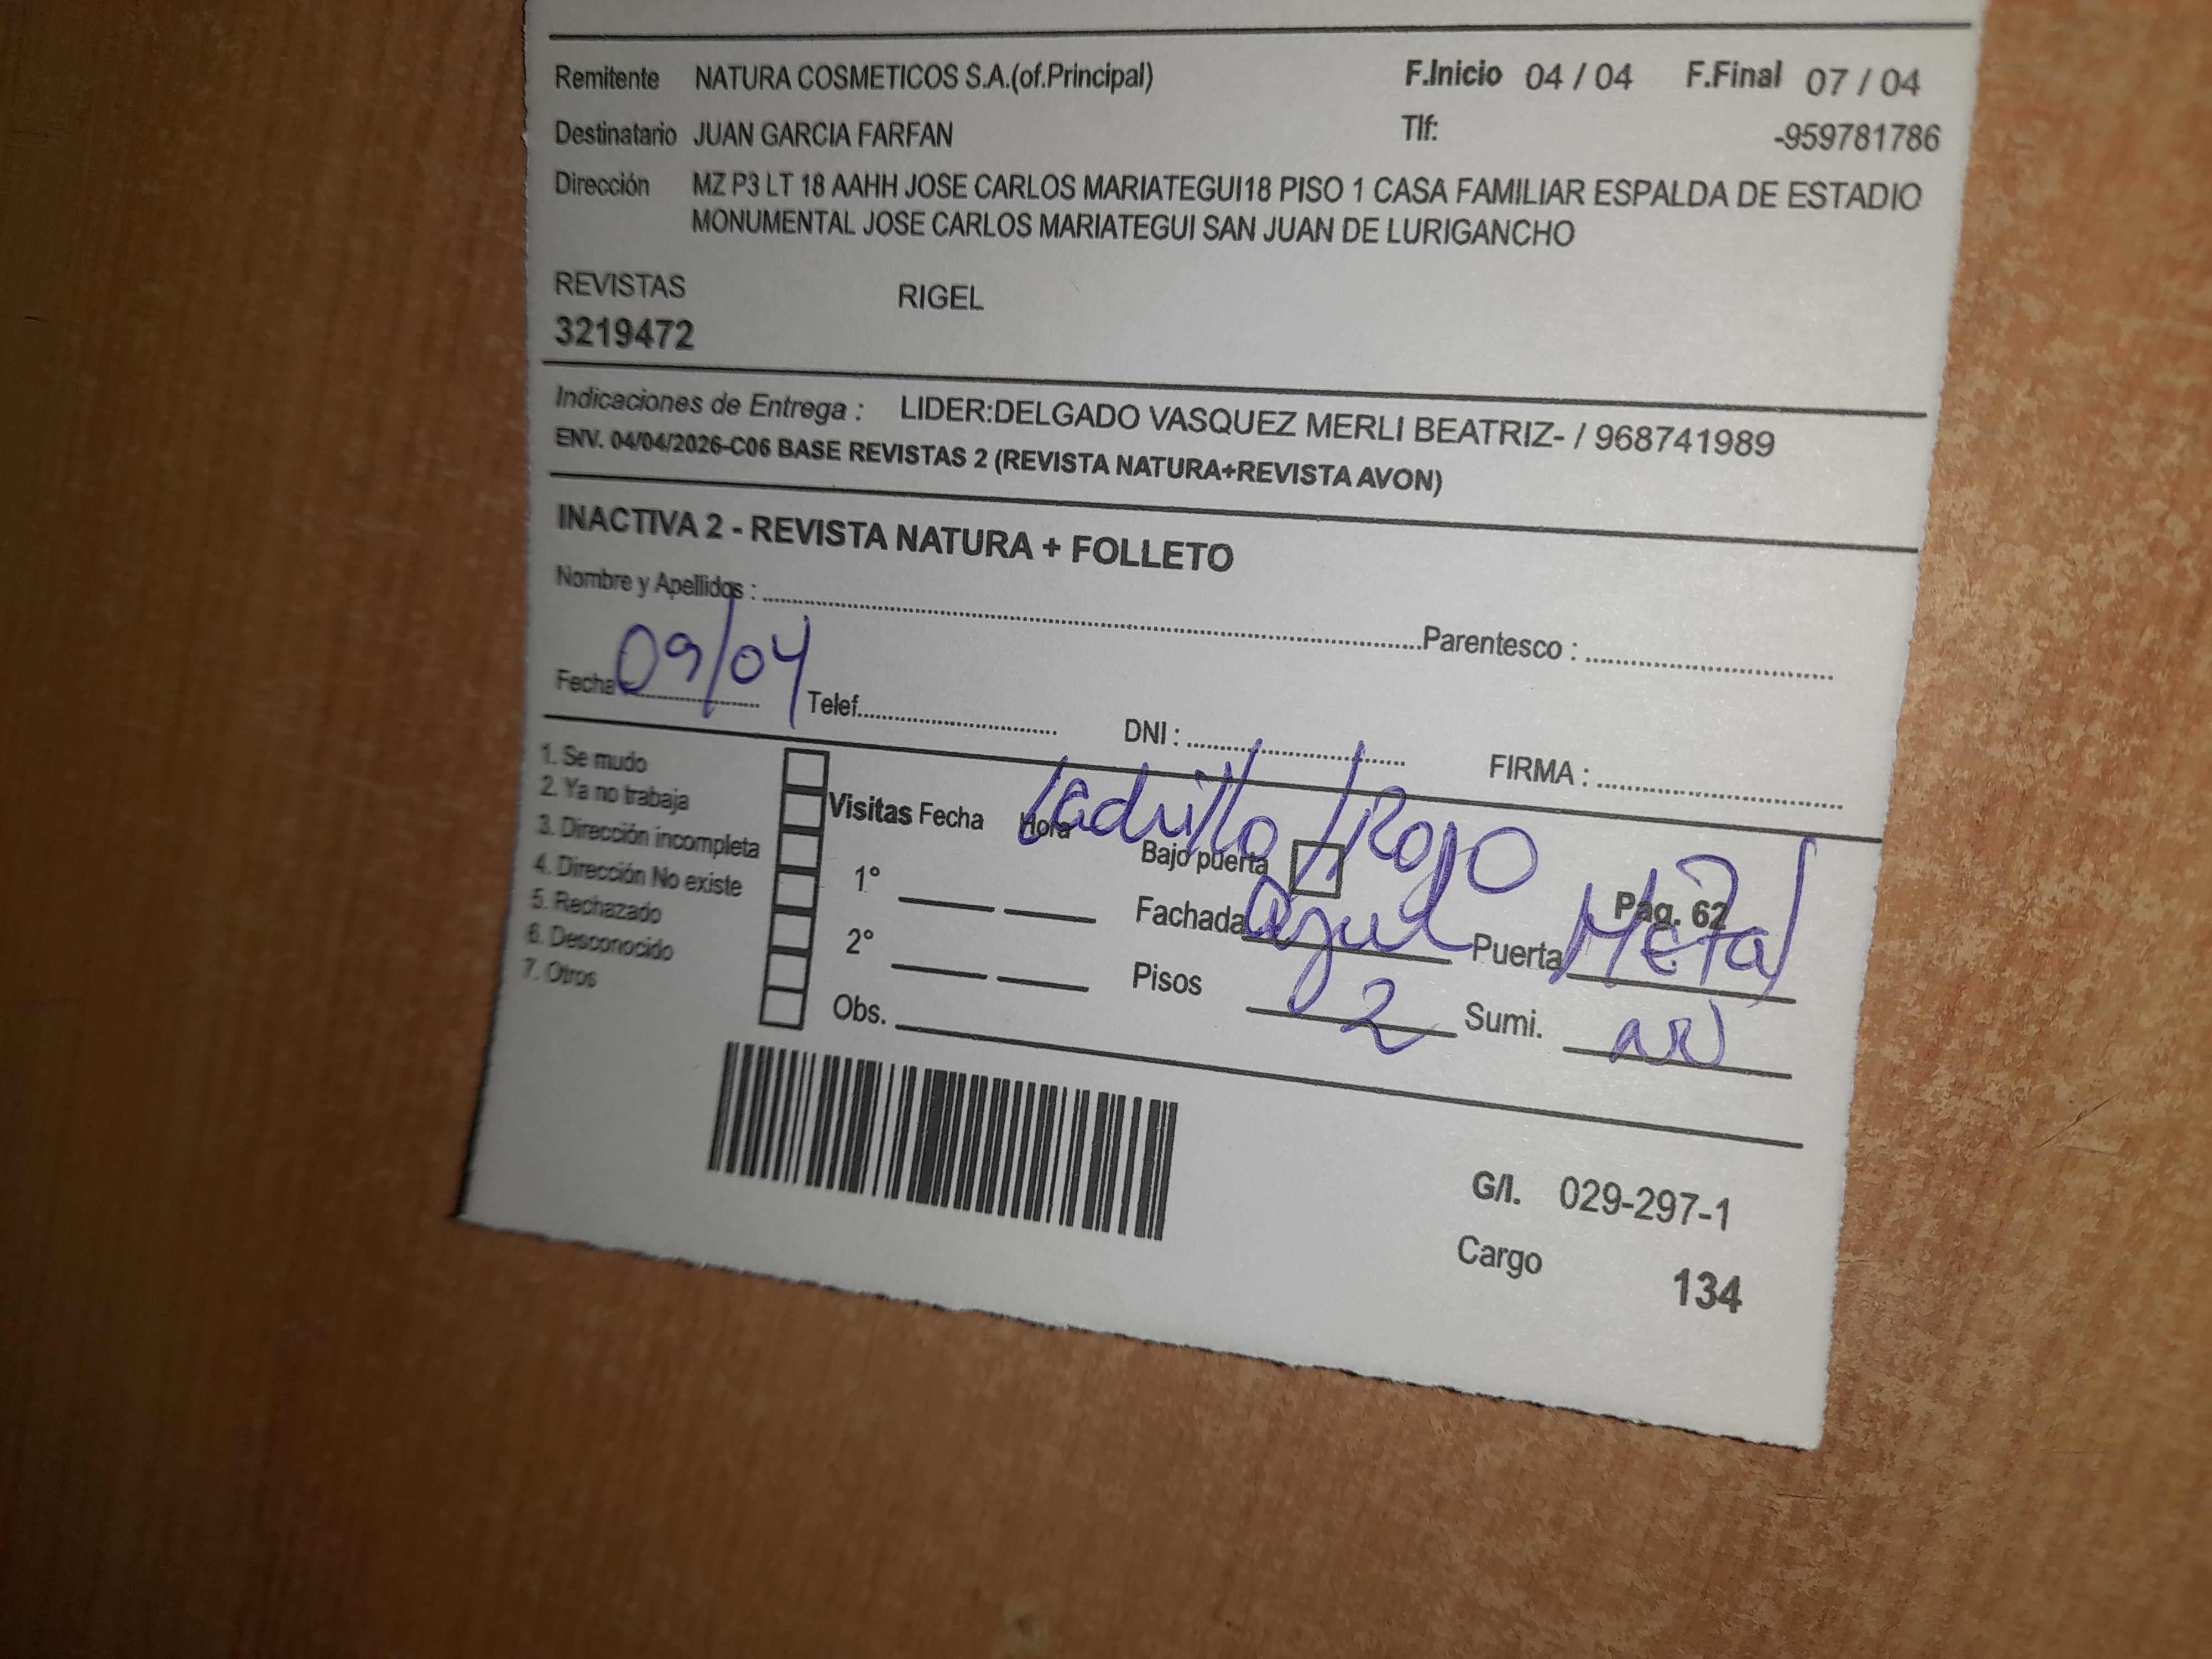 Remitente NATURA COSMETICOS S.A.(of.Principal) F.Inicio 04 / 04 F.Final 07 / 04
Destinatario JUAN GARCIA FARFAN Tlf: -959781786
Dirección MZ P3 LT 18 AAHH JOSE CARLOS MARIATEGUI18 PISO 1 CASA FAMILIAR ESPALDA DE ESTADIO
MONUMENTAL JOSE CARLOS MARIATEGUI SAN JUAN DE LURIGANCHO
REVISTAS RIGEL
3219472
Indicaciones de Entrega : LIDER:DELGADO VASQUEZ MERLI BEATRIZ- / 968741989
ENV. 04/04/2026-C06 BASE REVISTAS 2 (REVISTA NATURA+REVISTA AVON)
INACTIVA 2 - REVISTA NATURA + FOLLETO
Nombre y Apellidos : Parentesco :
Fecha 09/04 Telef. DNI : FIRMA :
1. Se mudo
2. Ya no trabaja
3. Dirección incompleta
4. Dirección No existe
5. Rechazado
6. Desconocido
7. Otros
Visitas Fecha Hora Ladrillo/Rojo
Bajo puerta Pag. 62
1° Fachada azul Puerta Metal
2° Pisos 2 Sumi.
Obs.
G/I. 029-297-1
Cargo 134